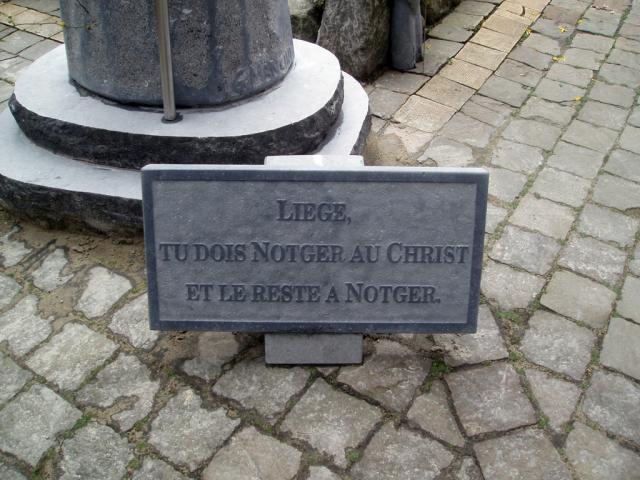 LIEGE,
TU DOIS NOTGER AU CHRIST
ET LE RESTE A NOTGER.